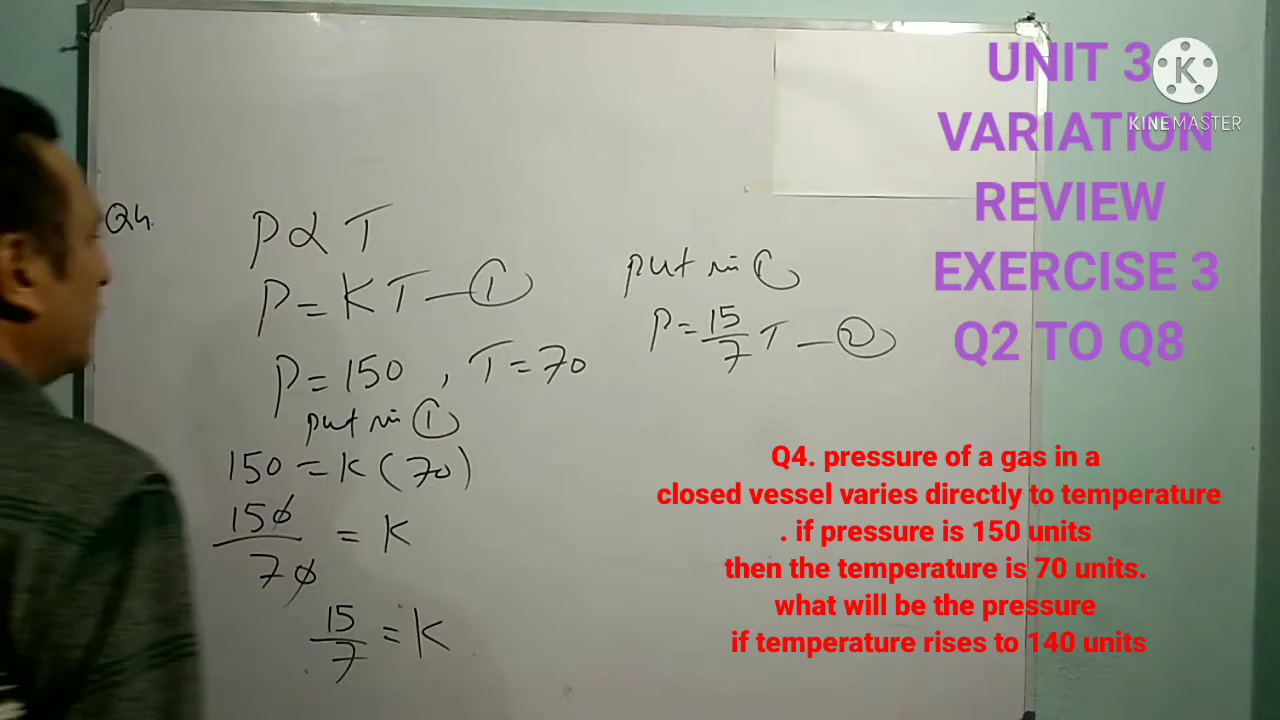 Q4.
P ∝ T
P = KT — ①
P = 150 , T = 70
put in ①
150 = K (70)
150/70 = K
15/7 = K
put in ①
P = 15/7 T — ②
UNIT 3
VARIATION
REVIEW
EXERCISE 3
Q2 TO Q8
K
KINEMASTER
Q4. pressure of a gas in a
closed vessel varies directly to temperature
. if pressure is 150 units
then the temperature is 70 units.
what will be the pressure
if temperature rises to 140 units